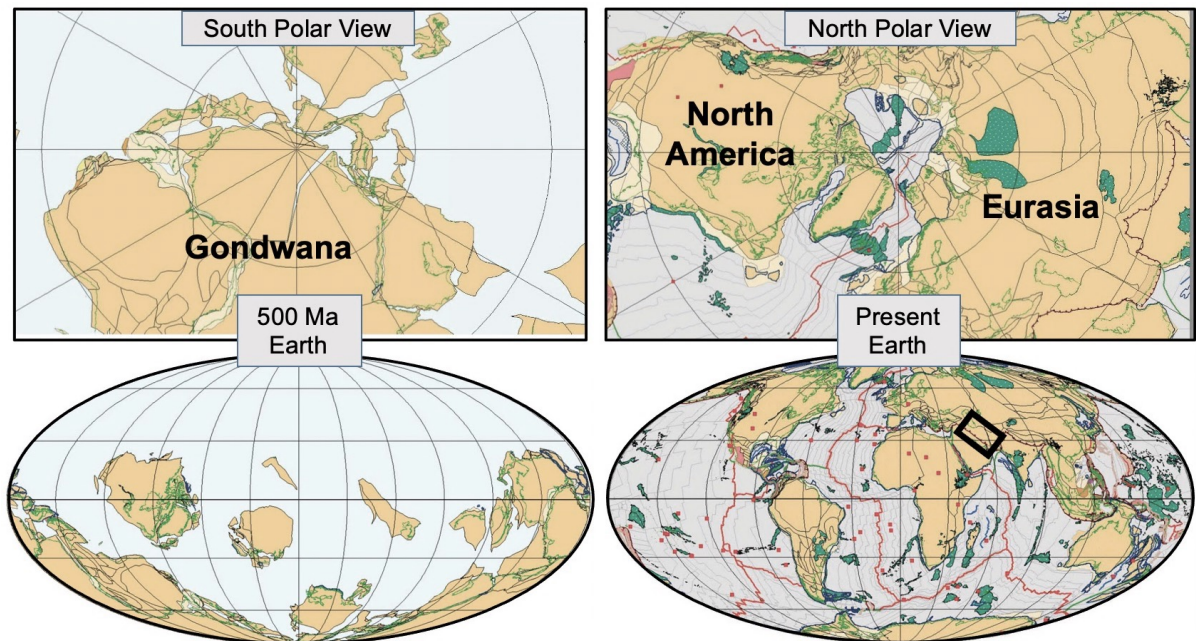 South Polar View
North Polar View
Gondwana
North
America
Eurasia
500 Ma
Earth
Present
Earth